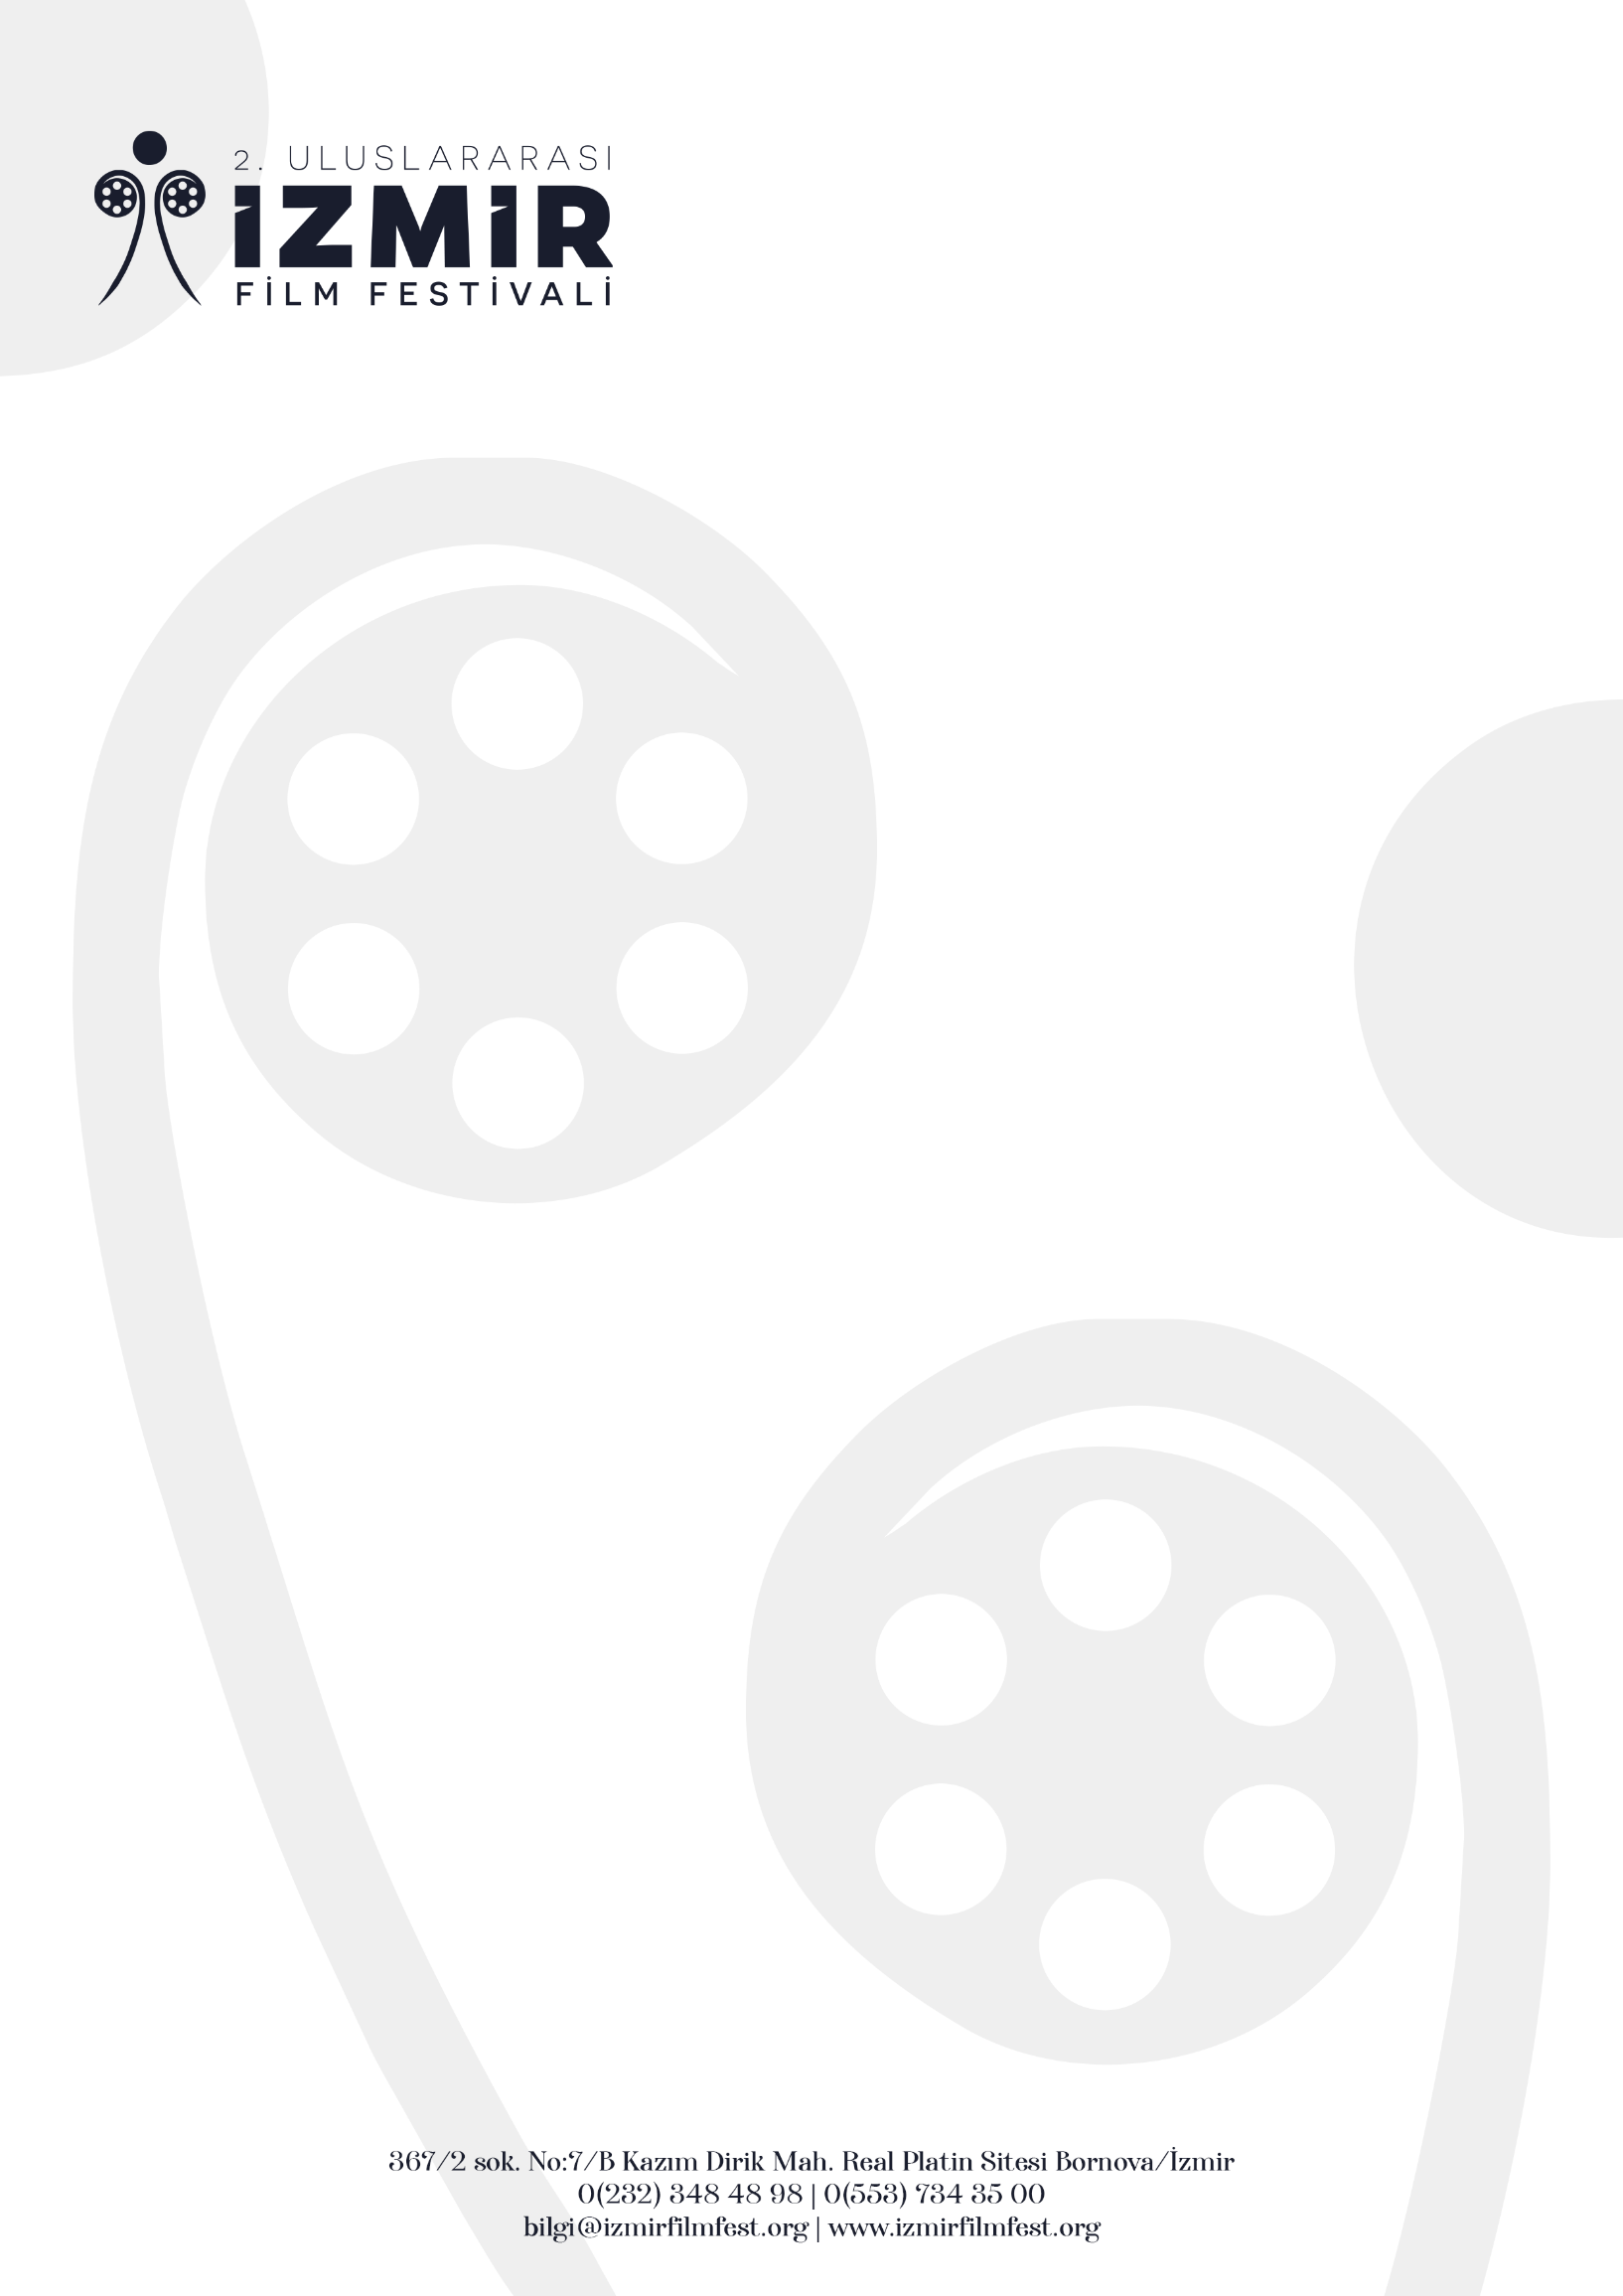 2. ULUSLARARASI
İZMİR
FİLM FESTİVALİ
367/2 sok. No:7/B Kazım Dirik Mah. Real Platin Sitesi Bornova/İzmir
0(232) 348 48 98 | 0(553) 734 35 00
bilgi@izmirfilmfest.org | www.izmirfilmfest.org